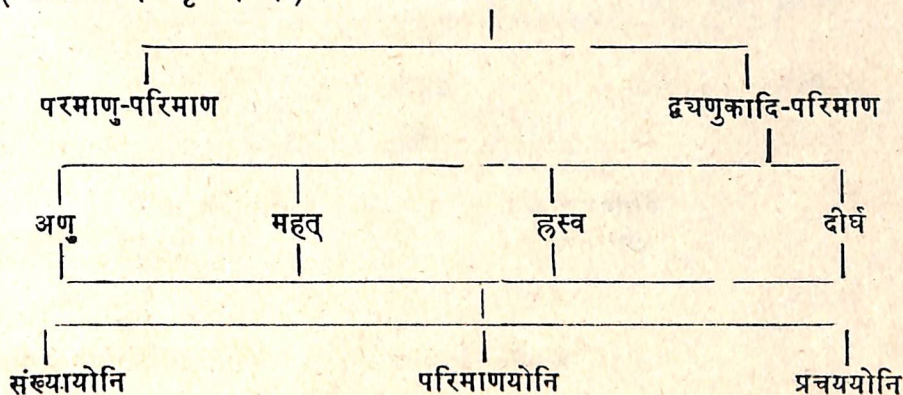 परमाणु-परिमाण द्व्यणुकादि-परिमाण
अणु महत् ह्रस्व दीर्घ
संख्यायोनि परिमाणयोनि प्रचययोनि